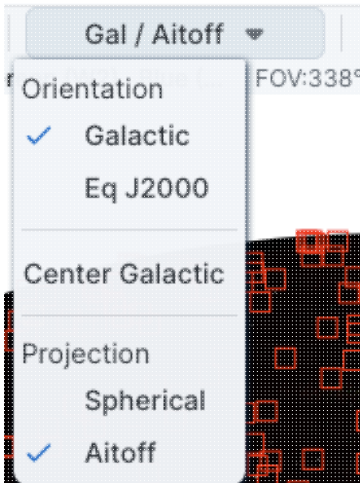 Gal / Aitoff
FOV:338°
Orientation
Galactic
Eq J2000
Center Galactic
Projection
Spherical
Aitoff